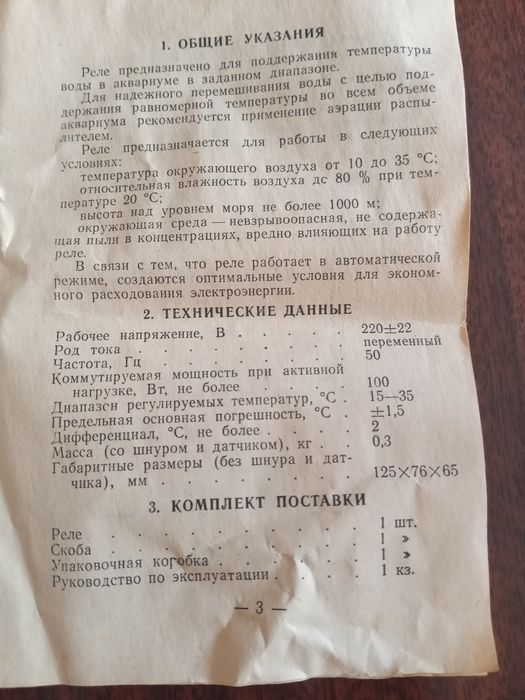 1. ОБЩИЕ УКАЗАНИЯ
Реле предназначено для поддержания температуры
воды в аквариуме в заданном диапазоне.
Для надежного перемешивания воды с целью под-
держания равномерной температуры во всем объеме
аквариума рекомендуется применение аэрации распы-
лителем.
Реле предназначается для работы в следующих
условиях:
температура окружающего воздуха от 10 до 35 °С;
относительная влажность воздуха до 80 % при тем-
пературе 20 °С;
высота над уровнем моря не более 1000 м;
окружающая среда — невзрывоопасная, не содержа-
щая пыли в концентрациях, вредно влияющих на работу
реле.
В связи с тем, что реле работает в автоматической
режиме, создаются оптимальные условия для эконом-
ного расходования электроэнергии.
2. ТЕХНИЧЕСКИЕ ДАННЫЕ
Рабочее напряжение, В . . . . . 220±22
Род тока . . . . . . . . переменный
Частота, Гц . . . . . . . . 50
Коммутируемая мощность при активной
нагрузке, Вт, не более . . . . 100
Диапазон регулируемых температур, °С . 15—35
Предельная основная погрешность, °С . ±1,5
Дифференциал, °С, не более . . . . 2
Масса (со шнуром и датчиком), кг . . 0,3
Габаритные размеры (без шнура и дат-
чика), мм . . . . . . . 125×76×65
3. КОМПЛЕКТ ПОСТАВКИ
Реле . . . . . . . . . 1 шт.
Скоба . . . . . . . . . 1 »
Упаковочная коробка . . . . . . 1 »
Руководство по эксплуатации . . . . 1 кз.
— 3 —